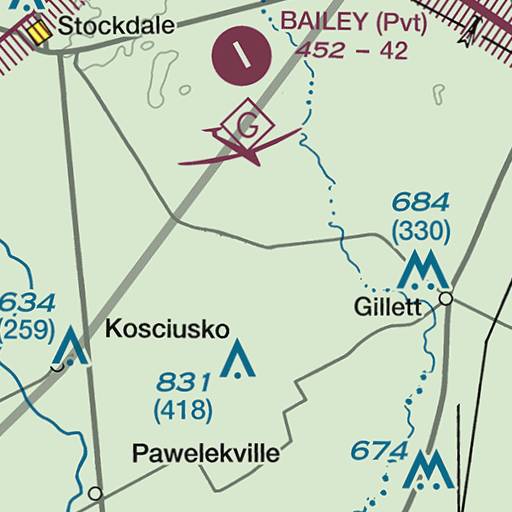 BAILEY (Pvt)
452 – 42
Stockdale
G
684
(330)
634
(259)
Gillett
Kosciusko
831
(418)
Pawelekville
674